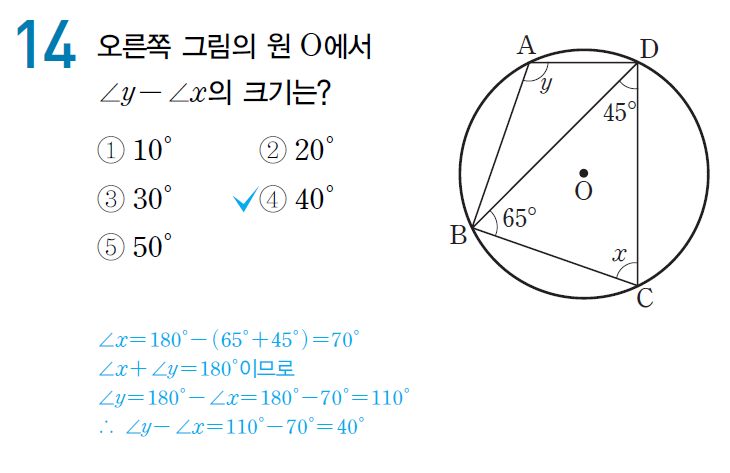 14 오른쪽 그림의 원 O에서
∠y-∠x의 크기는?
① 10° ② 20°
③ 30° ④ 40°
⑤ 50°
A
D
y
45°
O
B
65°
x
C
∠x=180°-(65°+45°)=70°
∠x+∠y=180°이므로
∠y=180°-∠x=180°-70°=110°
∴ ∠y-∠x=110°-70°=40°